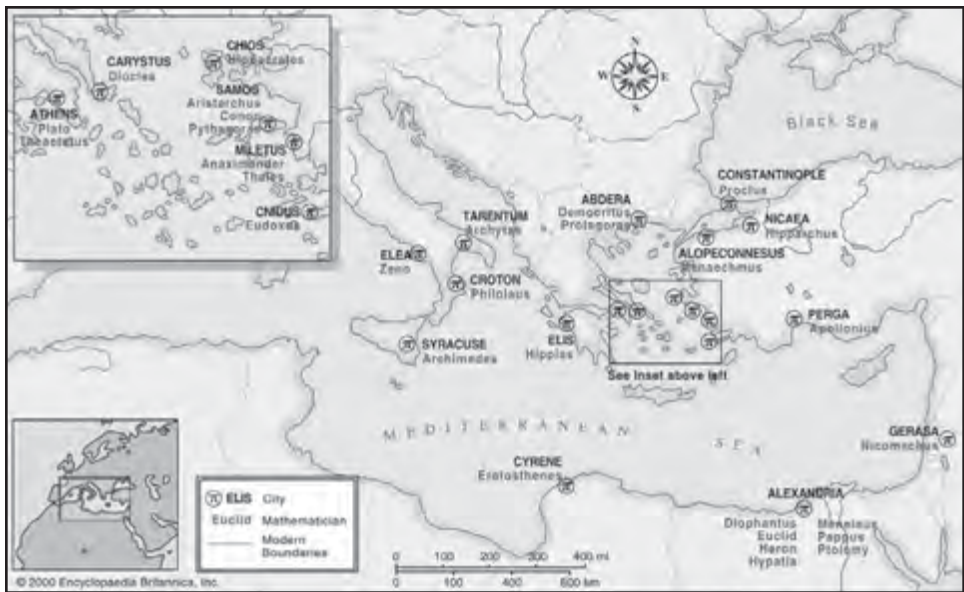 CARYSTUS
Diocles
ATHENS
Plato
Theaetetus
CHIOS
Hippocrates
SAMOS
Aristarchus
Conon
Pythagoras
MILETUS
Anaximander
Thales
CNIDUS
Eudoxus
N
W E
S
Black Sea
CONSTANTINOPLE
Proclus
ABDERA
Democritus
Protagoras
NICAEA
Hipparchus
TARENTUM
Archytas
ALOPECONNESUS
Menaechmus
ELEA
Zeno
CROTON
Philolaus
PERGA
Apollonius
SYRACUSE
Archimedes
ELIS
Hippias
See Inset above left
MEDITERRANEAN SEA
GERASA
Nicomachus
CYRENE
Eratosthenes
ALEXANDRIA
Diophantus Menelaus
Euclid Pappus
Heron Ptolemy
Hypatia
ELIS City
Euclid Mathematician
Modern
Boundaries
0 100 200 300 400 mi
0 200 400 600 km
© 2000 Encyclopaedia Britannica, Inc.